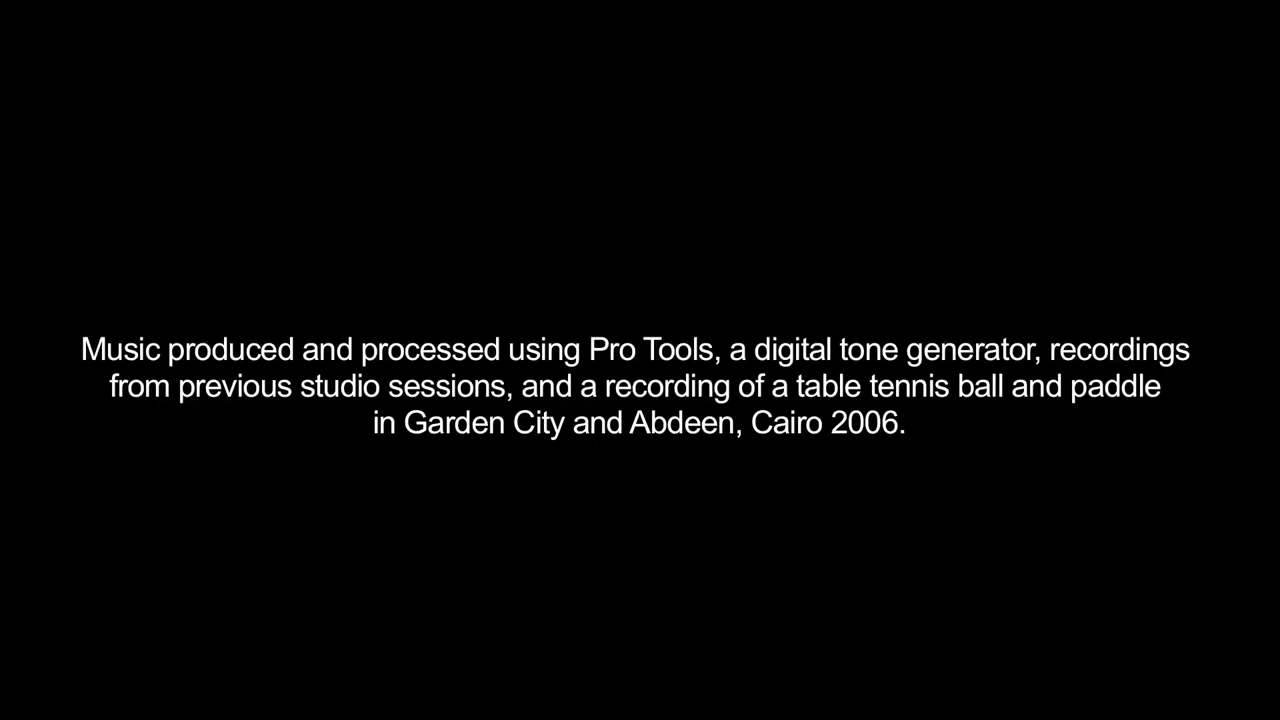 Music produced and processed using Pro Tools, a digital tone generator, recordings
from previous studio sessions, and a recording of a table tennis ball and paddle
in Garden City and Abdeen, Cairo 2006.